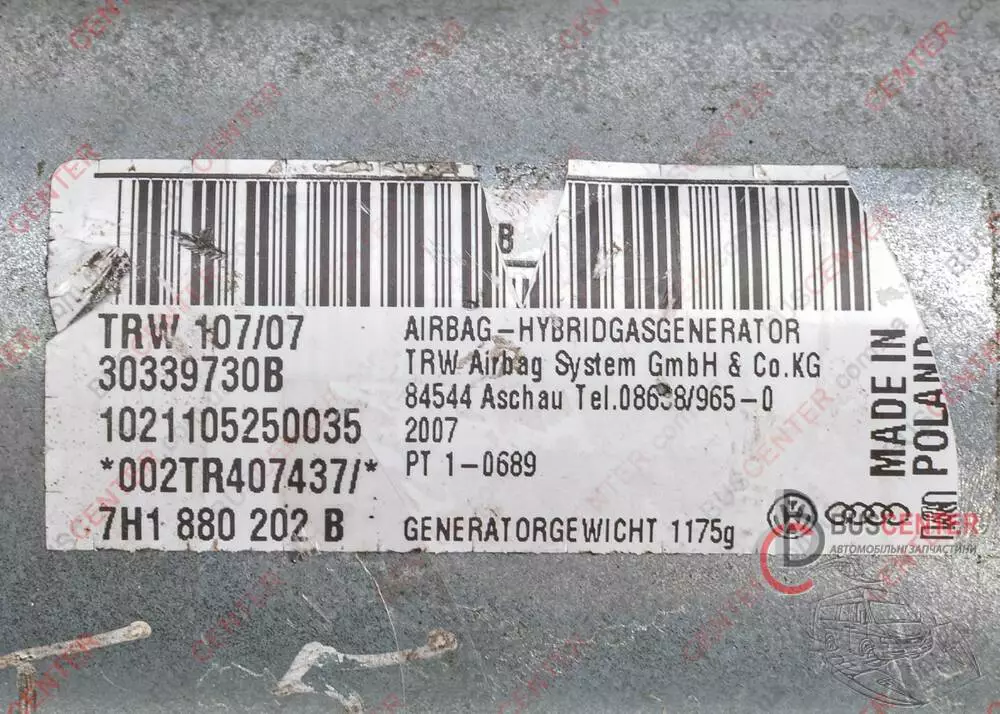 B
TRW 107/07
30339730B
1021105250035
*002TR407437/*
7H1 880 202 B
AIRBAG-HYBRIDGASGENERATOR
TRW Airbag System GmbH & Co.KG
84544 Aschau Tel.08638/965-0
2007
PT 1-0689
GENERATORGEWICHT 1175g
MADE IN
POLAND
BUSCENTER
АВТОМОБІЛЬНІ ЗАПЧАСТИНИ